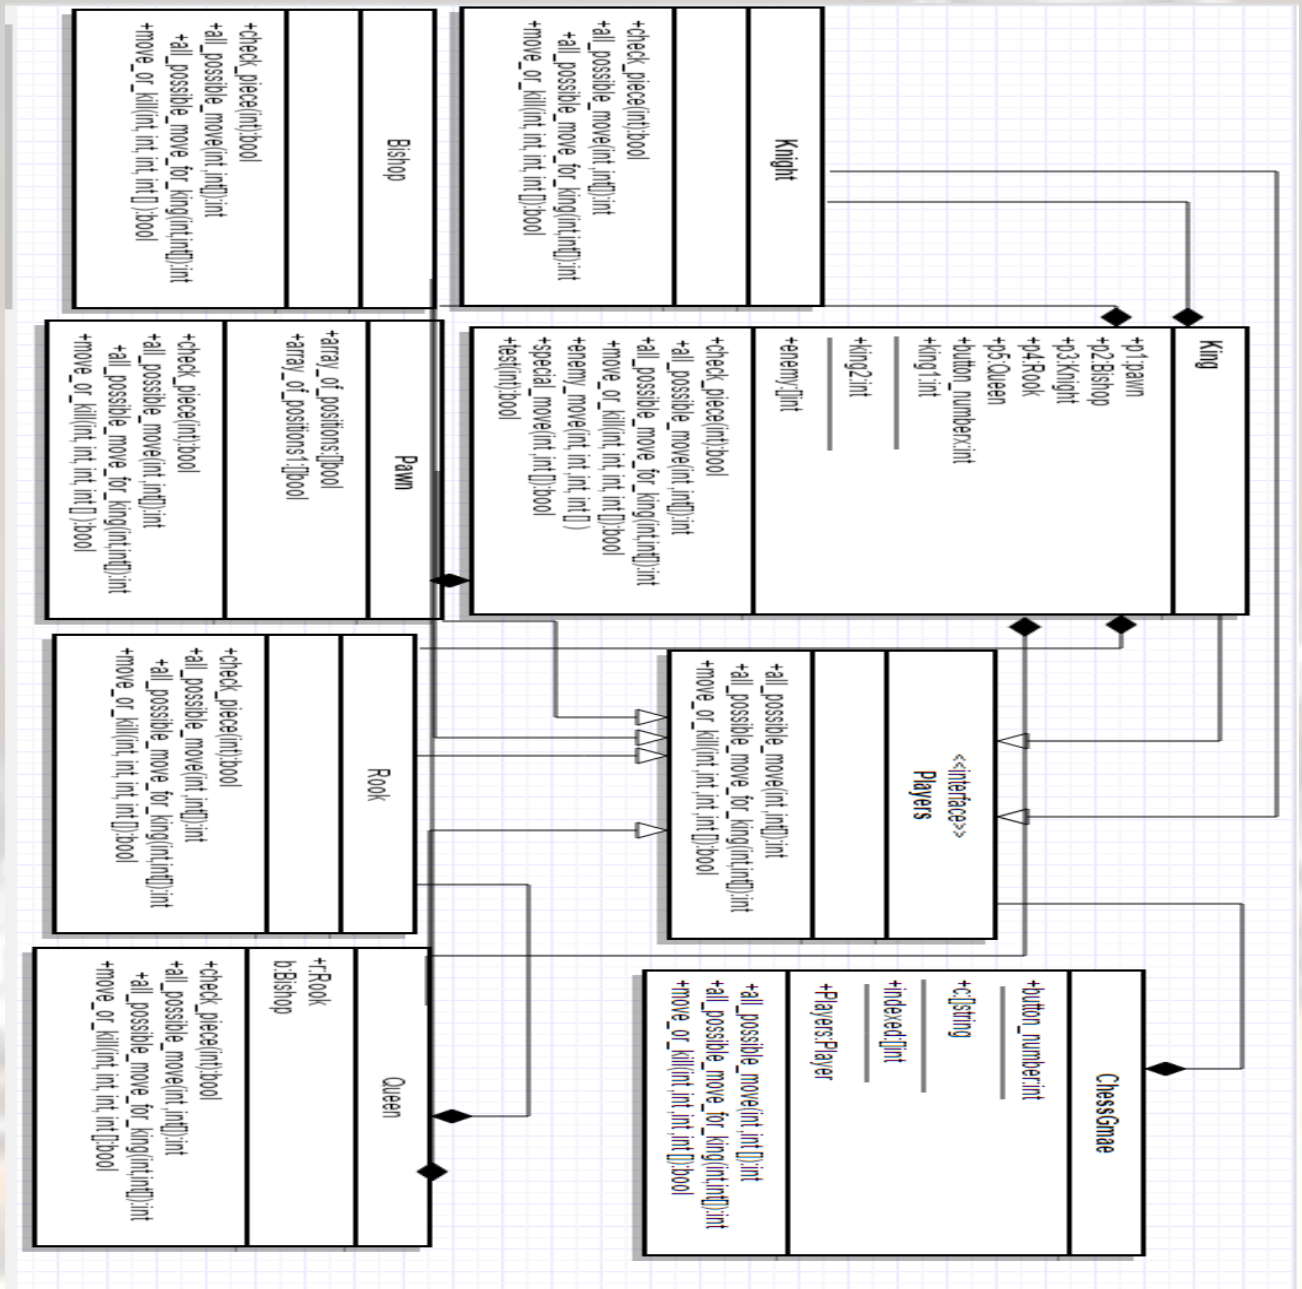 Knight
+check_piece(int):bool
+all_possible_move(int,int[]):int
+all_possible_move_for_king(int,int[]):int
+move_or_kill(int, int, int, int[]):bool
Bishop
+check_piece(int):bool
+all_possible_move(int,int[]):int
+all_possible_move_for_king(int,int[]):int
+move_or_kill(int, int, int, int[] ):bool
King
+p1:pawn
+p2:Bishop
+p3:Knight
+p4:Rook
+p5:Queen
+button_numberx:int
+king1:int
+king2:int
+enemy:[]int
+check_piece(int):bool
+all_possible_move(int,int[]):int
+all_possible_move_for_king(int,int[]):int
+move_or_kill(int, int, int, int[]):bool
+enemy_move(int, int, int, int[] )
+special_move(int,int[]):bool
+test(int):bool
Pawn
+array_of_positions:[]bool
+array_of_positions1:[]bool
+check_piece(int):bool
+all_possible_move(int,int[]):int
+all_possible_move_for_king(int,int[]):int
+move_or_kill(int, int, int, int[] ):bool
<<interface>>
Players
+all_possible_move(int,int[]):int
+all_possible_move_for_king(int,int[]):int
+move_or_kill(int,int,int,int[]):bool
Rook
+check_piece(int):bool
+all_possible_move(int,int[]):int
+all_possible_move_for_king(int,int[]):int
+move_or_kill(int, int, int, int[]):bool
ChessGmae
+button_number:int
+c:[]string
+indexed:[]int
+Players:Player
+all_possible_move(int,int[]):int
+all_possible_move_for_king(int,int[]):int
+move_or_kill(int,int,int,int[]):bool
Queen
+r:Rook
b:Bishop
+check_piece(int):bool
+all_possible_move(int,int[]):int
+all_possible_move_for_king(int,int[]):int
+move_or_kill(int, int, int, int[]:bool